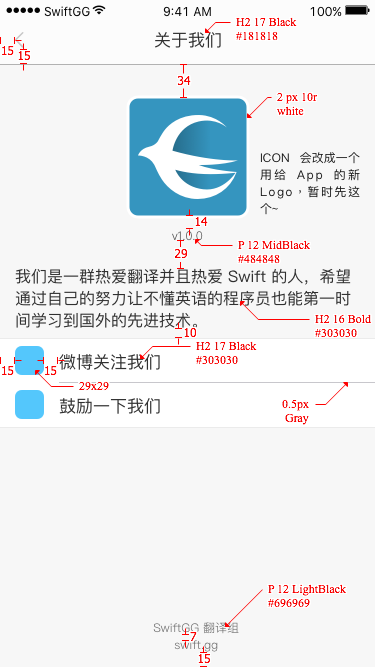 SwiftGG 9:41 AM 100%
H2 17 Black
#181818
关于我们
15
15
34
2 px 10r
white
ICON 会改成一个
用给 App 的新
Logo，暂时先这
个~
14
v1.0.0
P 12 MidBlack
#484848
29
我们是一群热爱翻译并且热爱 Swift 的人，希望
通过自己的努力让不懂英语的程序员也能第一时
间学习到国外的先进技术。
H2 16 Bold
#303030
10
H2 17 Black
#303030
微博关注我们
15
15
29x29
0.5px
Gray
鼓励一下我们
P 12 LightBlack
#696969
SwiftGG 翻译组
7
swift.gg
15